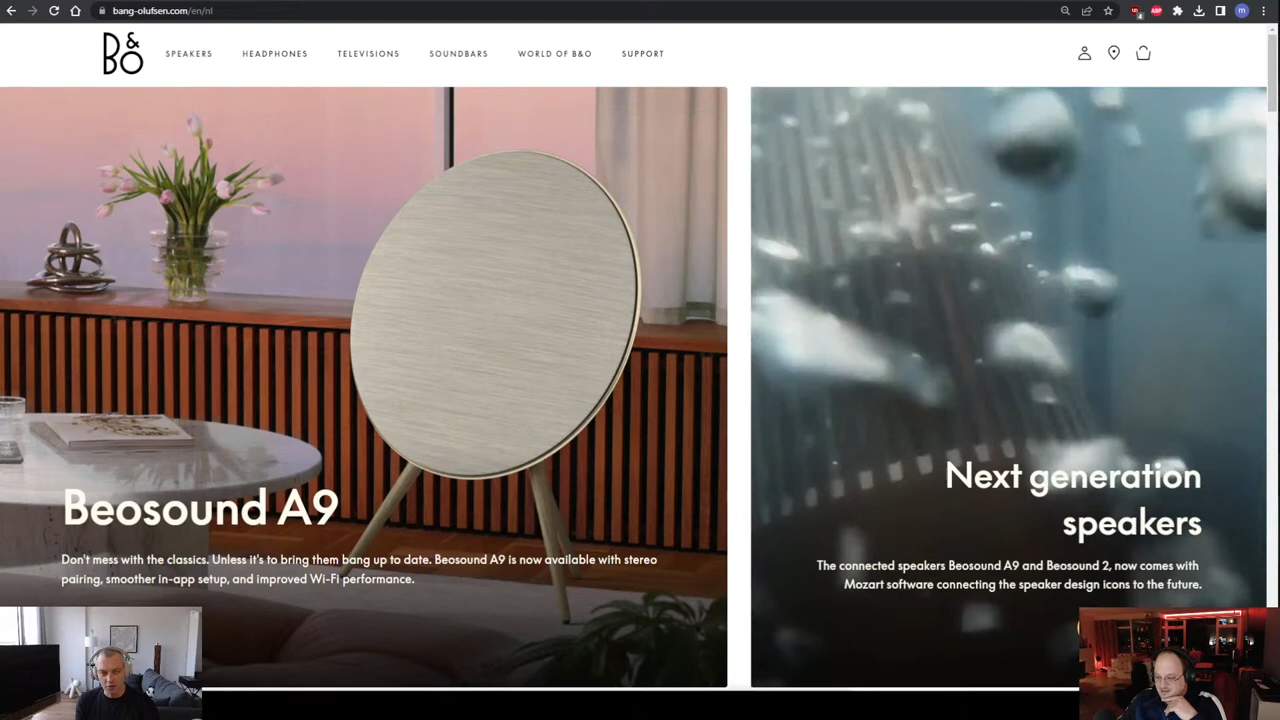 bang-olufsen.com/en/nl
B&O
SPEAKERS HEADPHONES TELEVISIONS SOUNDBARS WORLD OF B&O SUPPORT
Beosound A9
Don't mess with the classics. Unless it's to bring them bang up to date. Beosound A9 is now available with stereo
pairing, smoother in-app setup, and improved Wi-Fi performance.
Next generation
speakers
The connected speakers Beosound A9 and Beosound 2, now comes with
Mozart software connecting the speaker design icons to the future.